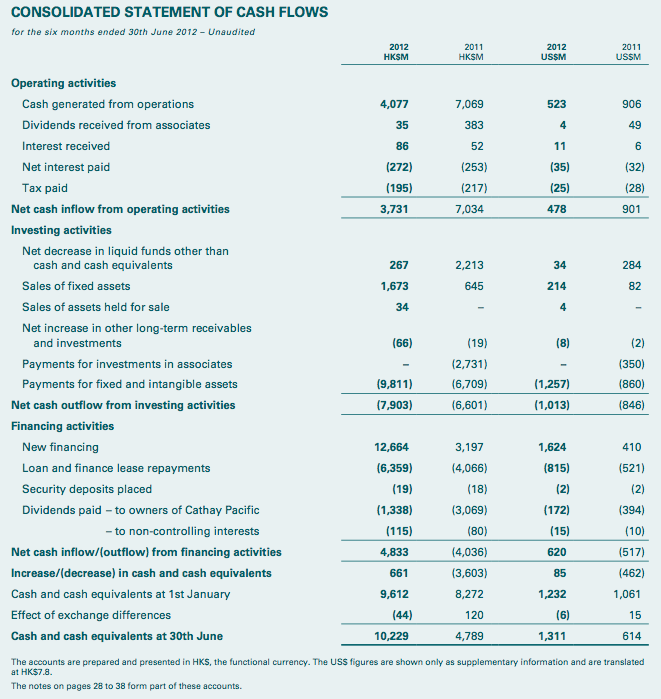 CONSOLIDATED STATEMENT OF CASH FLOWS
for the six months ended 30th June 2012 – Unaudited
2012 2011 2012 2011
HK$M HK$M US$M US$M
Operating activities
Cash generated from operations 4,077 7,069 523 906
Dividends received from associates 35 383 4 49
Interest received 86 52 11 6
Net interest paid (272) (253) (35) (32)
Tax paid (195) (217) (25) (28)
Net cash inflow from operating activities 3,731 7,034 478 901
Investing activities
Net decrease in liquid funds other than
cash and cash equivalents 267 2,213 34 284
Sales of fixed assets 1,673 645 214 82
Sales of assets held for sale 34 – 4 –
Net increase in other long-term receivables
and investments (66) (19) (8) (2)
Payments for investments in associates – (2,731) – (350)
Payments for fixed and intangible assets (9,811) (6,709) (1,257) (860)
Net cash outflow from investing activities (7,903) (6,601) (1,013) (846)
Financing activities
New financing 12,664 3,197 1,624 410
Loan and finance lease repayments (6,359) (4,066) (815) (521)
Security deposits placed (19) (18) (2) (2)
Dividends paid – to owners of Cathay Pacific (1,338) (3,069) (172) (394)
– to non-controlling interests (115) (80) (15) (10)
Net cash inflow/(outflow) from financing activities 4,833 (4,036) 620 (517)
Increase/(decrease) in cash and cash equivalents 661 (3,603) 85 (462)
Cash and cash equivalents at 1st January 9,612 8,272 1,232 1,061
Effect of exchange differences (44) 120 (6) 15
Cash and cash equivalents at 30th June 10,229 4,789 1,311 614
The accounts are prepared and presented in HK$, the functional currency. The US$ figures are shown only as supplementary information and are translated
at HK$7.8.
The notes on pages 28 to 38 form part of these accounts.